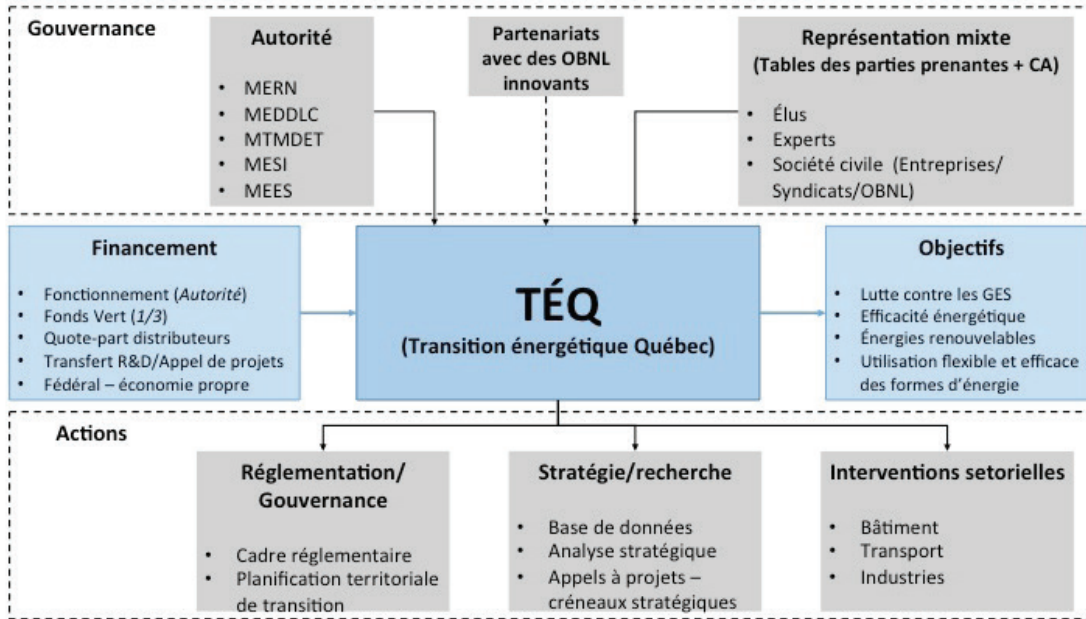 Gouvernance
Autorité
• MERN
• MEDDLC
• MTMDET
• MESI
• MEES
Partenariats
avec des OBNL
innovants
Représentation mixte
(Tables des parties prenantes + CA)
• Élus
• Experts
• Société civile (Entreprises/
Syndicats/OBNL)
Financement
• Fonctionnement (Autorité)
• Fonds Vert (1/3)
• Quote-part distributeurs
• Transfert R&D/Appel de projets
• Fédéral – économie propre
TÉQ
(Transition énergétique Québec)
Objectifs
• Lutte contre les GES
• Efficacité énergétique
• Énergies renouvelables
• Utilisation flexible et efficace
des formes d’énergie
Actions
Réglementation/
Gouvernance
• Cadre réglementaire
• Planification territoriale
de transition
Stratégie/recherche
• Base de données
• Analyse stratégique
• Appels à projets –
créneaux stratégiques
Interventions setorielles
• Bâtiment
• Transport
• Industries